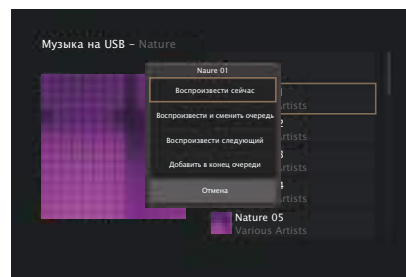 Музыка на USB – Nature
Naure 01
Воспроизвести сейчас
Воспроизвести и сменить очередь
Воспроизвести следующий
Добавить в конец очереди
Отмена
Nature 05
Various Artists